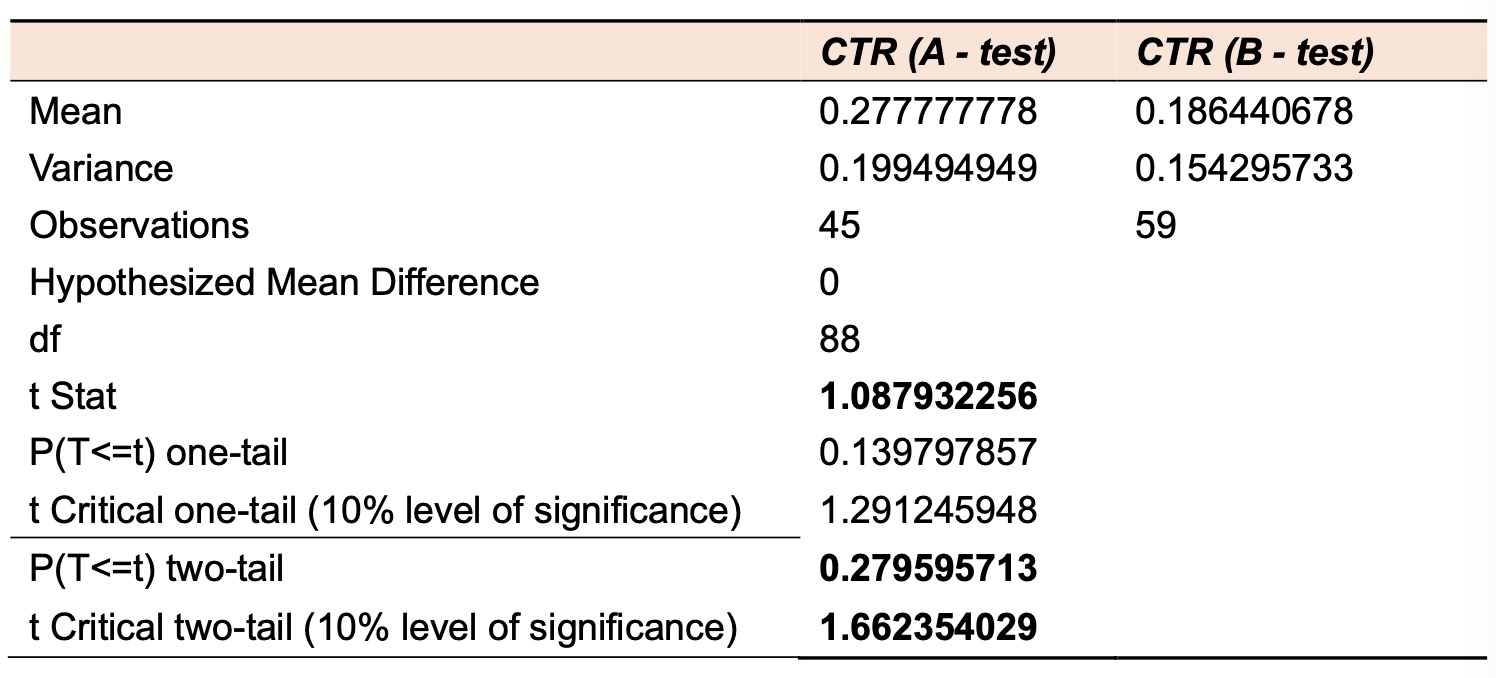 CTR (A - test) CTR (B - test)
Mean 0.277777778 0.186440678
Variance 0.199494949 0.154295733
Observations 45 59
Hypothesized Mean Difference 0
df 88
t Stat 1.087932256
P(T<=t) one-tail 0.139797857
t Critical one-tail (10% level of significance) 1.291245948
P(T<=t) two-tail 0.279595713
t Critical two-tail (10% level of significance) 1.662354029